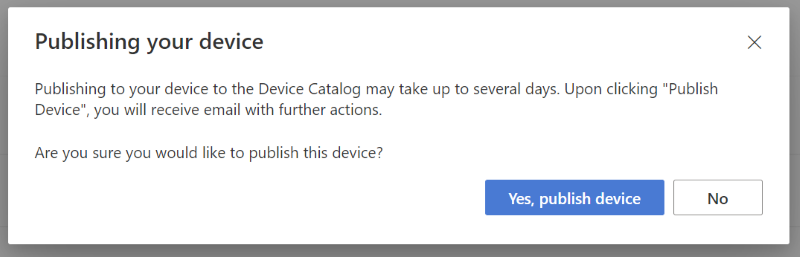 Publishing your device
Publishing to your device to the Device Catalog may take up to several days. Upon clicking "Publish
Device", you will receive email with further actions.
Are you sure you would like to publish this device?
Yes, publish device
No